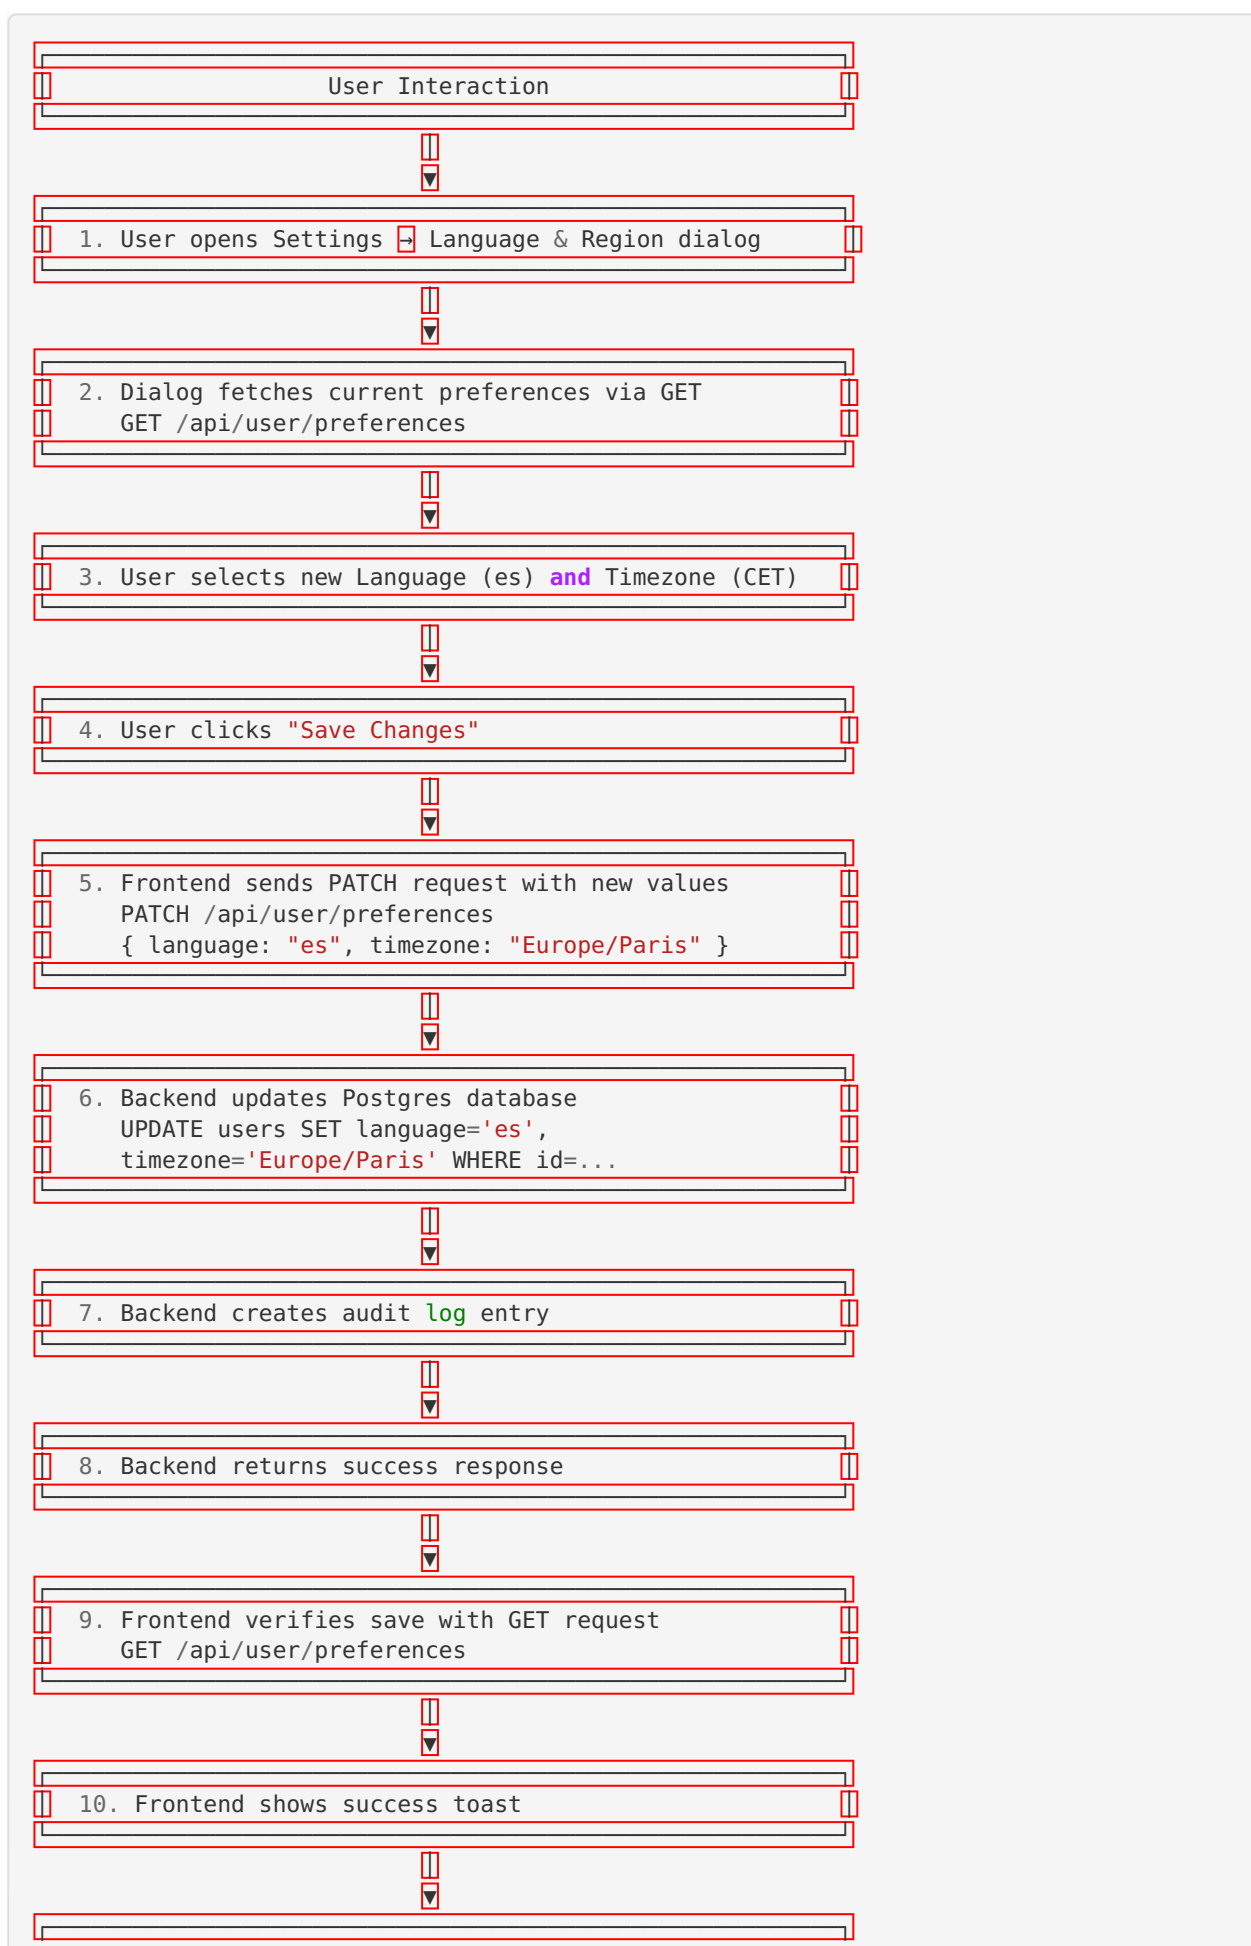 User Interaction
▼
1. User opens Settings → Language & Region dialog
▼
2. Dialog fetches current preferences via GET
GET /api/user/preferences
▼
3. User selects new Language (es) and Timezone (CET)
▼
4. User clicks "Save Changes"
▼
5. Frontend sends PATCH request with new values
PATCH /api/user/preferences
{ language: "es", timezone: "Europe/Paris" }
▼
6. Backend updates Postgres database
UPDATE users SET language='es',
timezone='Europe/Paris' WHERE id=...
▼
7. Backend creates audit log entry
▼
8. Backend returns success response
▼
9. Frontend verifies save with GET request
GET /api/user/preferences
▼
10. Frontend shows success toast
▼